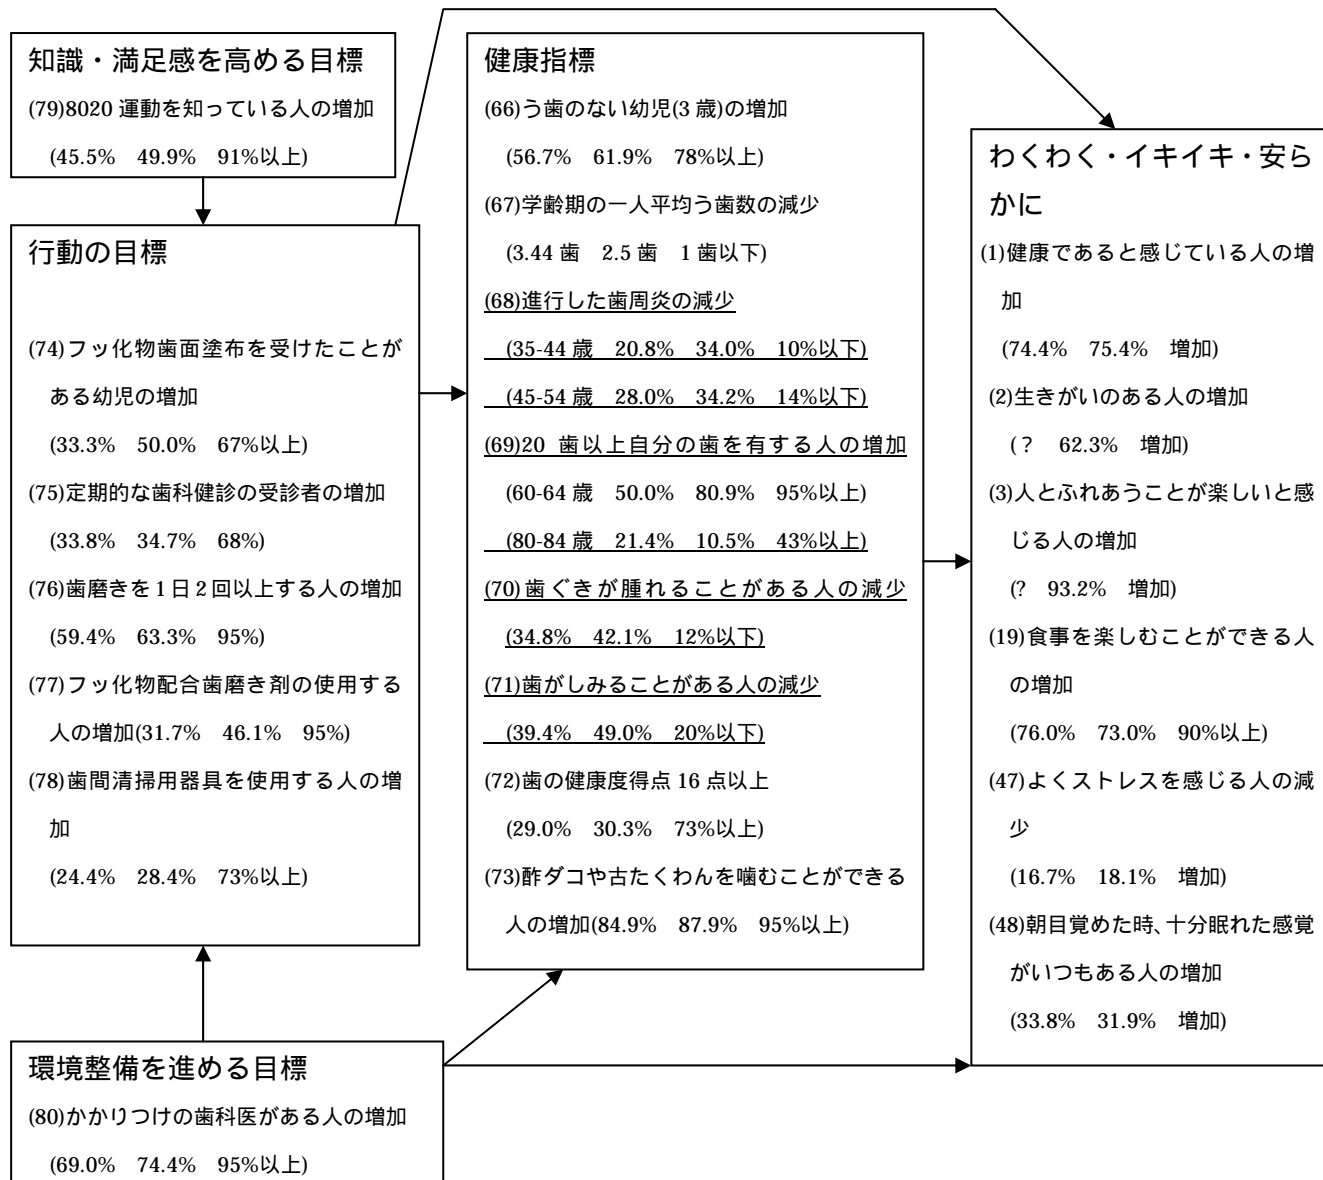 知識・満足感を高める目標
(79)8020 運動を知っている人の増加
(45.5% 49.9% 91%以上)
行動の目標
(74)フッ化物歯面塗布を受けたことが
ある幼児の増加
(33.3% 50.0% 67%以上)
(75)定期的な歯科健診の受診者の増加
(33.8% 34.7% 68%)
(76)歯磨きを1日2回以上する人の増加
(59.4% 63.3% 95%)
(77)フッ化物配合歯磨き剤の使用する
人の増加(31.7% 46.1% 95%)
(78)歯間清掃用器具を使用する人の増
加
(24.4% 28.4% 73%以上)
環境整備を進める目標
(80)かかりつけの歯科医がある人の増加
(69.0% 74.4% 95%以上)
健康指標
(66)う歯のない幼児(3 歳)の増加
(56.7% 61.9% 78%以上)
(67)学齢期の一人平均う歯数の減少
(3.44 歯 2.5 歯 1 歯以下)
(68)進行した歯周炎の減少
(35-44 歳 20.8% 34.0% 10%以下)
(45-54 歳 28.0% 34.2% 14%以下)
(69)20 歯以上自分の歯を有する人の増加
(60-64 歳 50.0% 80.9% 95%以上)
(80-84 歳 21.4% 10.5% 43%以上)
(70)歯ぐきが腫れることがある人の減少
(34.8% 42.1% 12%以下)
(71)歯がしみることがある人の減少
(39.4% 49.0% 20%以下)
(72)歯の健康度得点 16 点以上
(29.0% 30.3% 73%以上)
(73)酢ダコや古たくわんを噛むことができる
人の増加(84.9% 87.9% 95%以上)
わくわく・イキイキ・安ら
かに
(1)健康であると感じている人の増
加
(74.4% 75.4% 増加)
(2)生きがいのある人の増加
(? 62.3% 増加)
(3)人とふれあうことが楽しいと感
じる人の増加
(? 93.2% 増加)
(19)食事を楽しむことができる人
の増加
(76.0% 73.0% 90%以上)
(47)よくストレスを感じる人の減
少
(16.7% 18.1% 増加)
(48)朝目覚めた時、十分眠れた感覚
がいつもある人の増加
(33.8% 31.9% 増加)